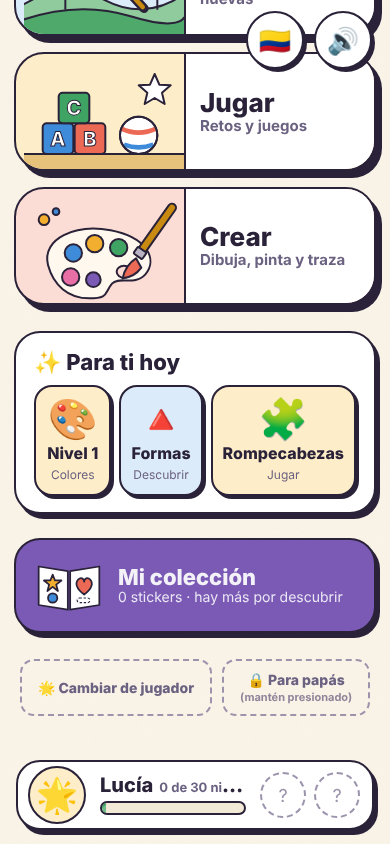 nuevas
Jugar
Retos y juegos
C
A B
Crear
Dibuja, pinta y traza
✨ Para ti hoy
Nivel 1
Colores
Formas
Descubrir
Rompecabezas
Jugar
Mi colección
0 stickers · hay más por descubrir
🌟 Cambiar de jugador
🔒 Para papás
(mantén presionado)
Lucía 0 de 30 ni...
? ?